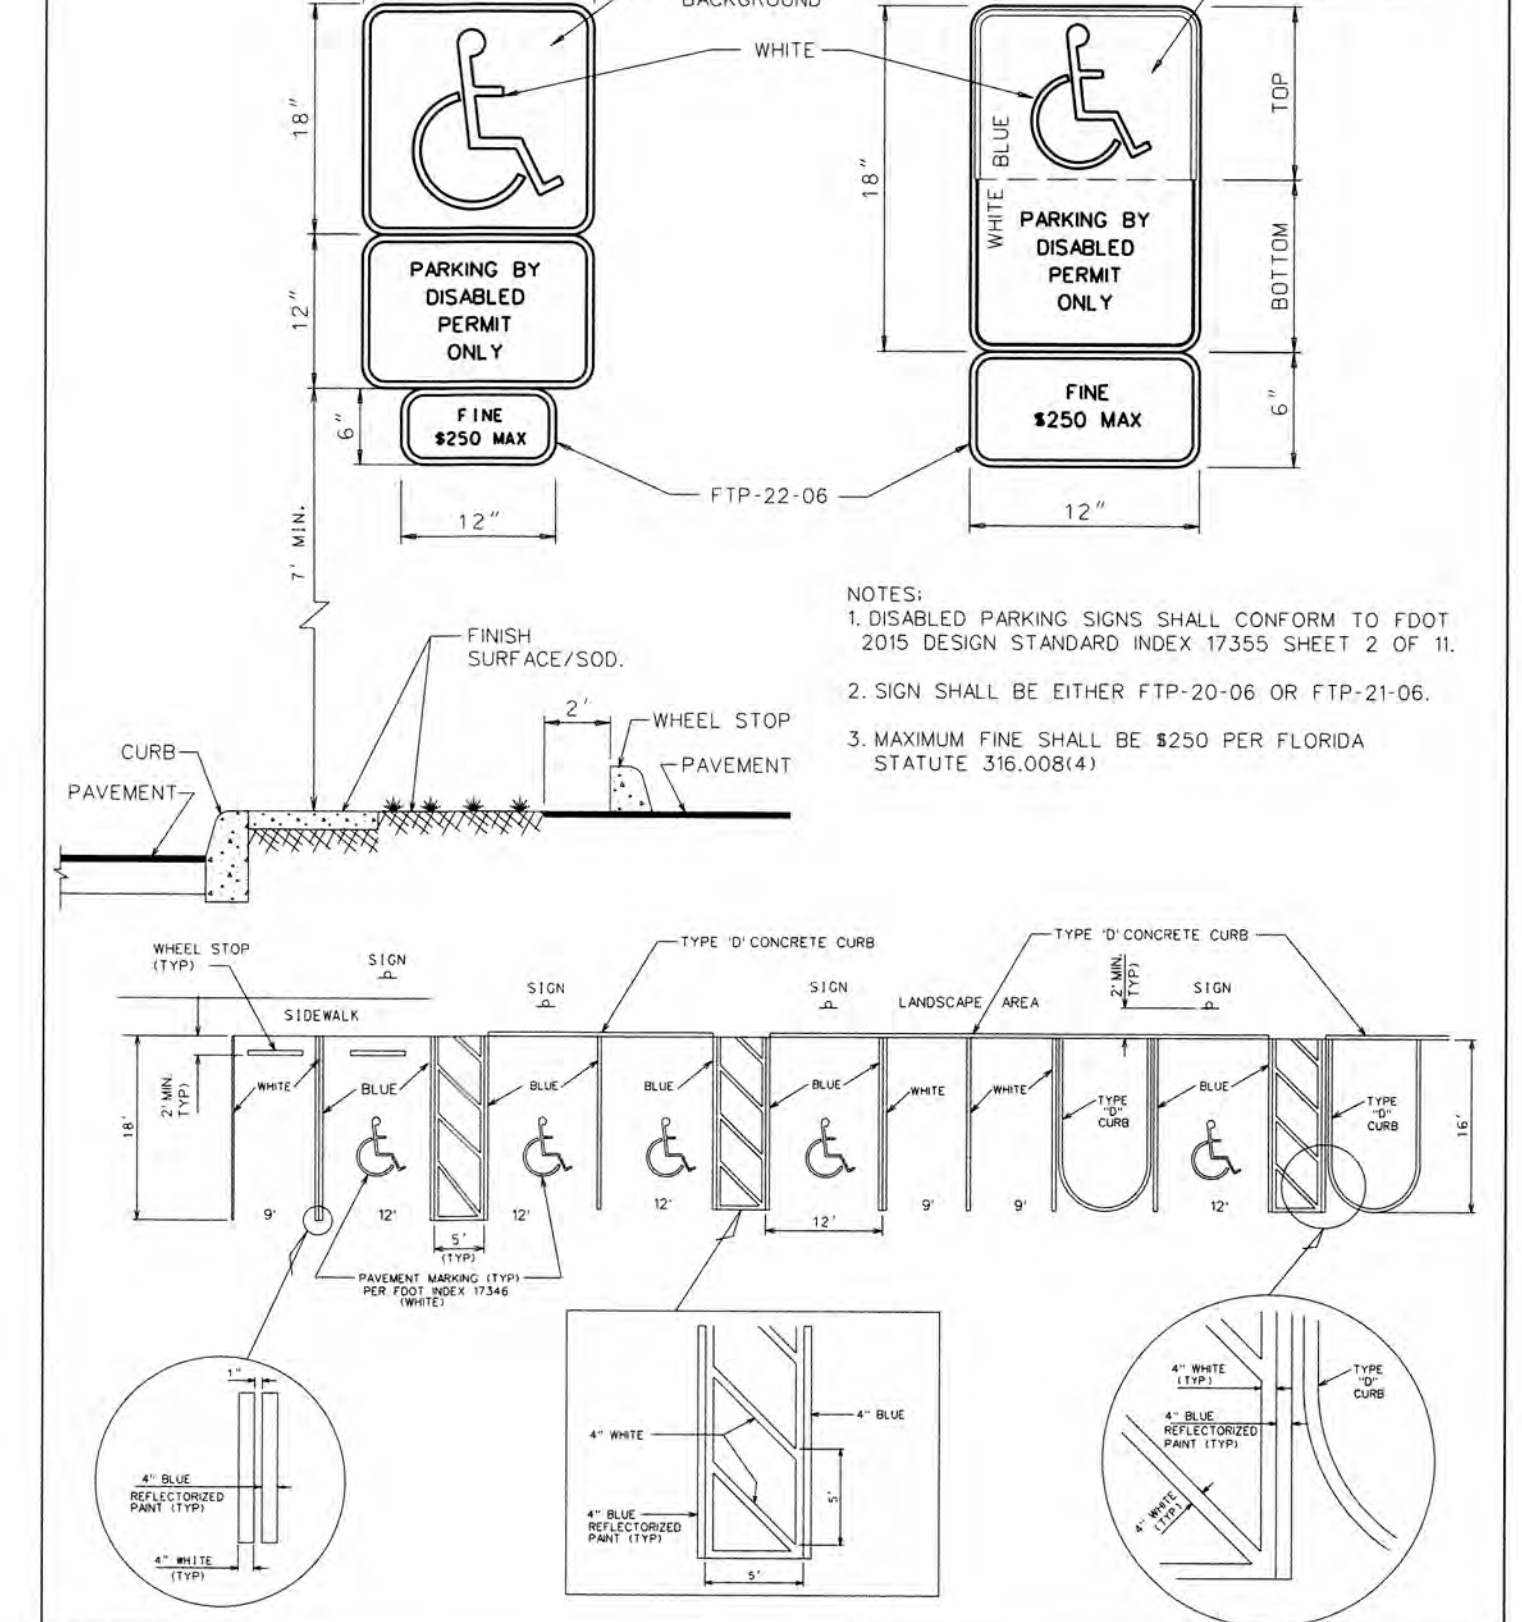 BACKGROUND
WHITE
18"
12"
6"
7' MIN.
PARKING BY
DISABLED
PERMIT
ONLY
FINE
$250 MAX
12"
FTP-22-06
18"
BLUE
WHITE
PARKING BY
DISABLED
PERMIT
ONLY
FINE
$250 MAX
TOP
BOTTOM
6"
12"
NOTES:
1. DISABLED PARKING SIGNS SHALL CONFORM TO FDOT
2015 DESIGN STANDARD INDEX 17355 SHEET 2 OF 11.
2. SIGN SHALL BE EITHER FTP-20-06 OR FTP-21-06.
3. MAXIMUM FINE SHALL BE $250 PER FLORIDA
STATUTE 316.008(4)
FINISH
SURFACE/SOD.
2'
WHEEL STOP
PAVEMENT
CURB
PAVEMENT
WHEEL STOP
(TYP)
SIGN
SIDEWALK
SIGN
TYPE 'D' CONCRETE CURB
SIGN
LANDSCAPE AREA
TYPE 'D' CONCRETE CURB
2' MIN.
TYP)
SIGN
18'
2' MIN.
TYP)
WHITE
BLUE
BLUE
BLUE
BLUE
WHITE
WHITE
TYPE
"D"
CURB
BLUE
TYPE
"D"
CURB
16'
9'
12'
5'
(TYP)
12'
12'
12'
9'
9'
12'
PAVEMENT MARKING (TYP)
PER FDOT INDEX 17346
(WHITE)
1"
4" BLUE
REFLECTORIZED
PAINT (TYP)
4" WHITE
(TYP)
4" WHITE
4" BLUE
4" BLUE
REFLECTORIZED
PAINT (TYP)
5'
5'
4" WHITE
(TYP)
4" BLUE
REFLECTORIZED
PAINT (TYP)
4" WHITE
(TYP)
TYPE
"D"
CURB